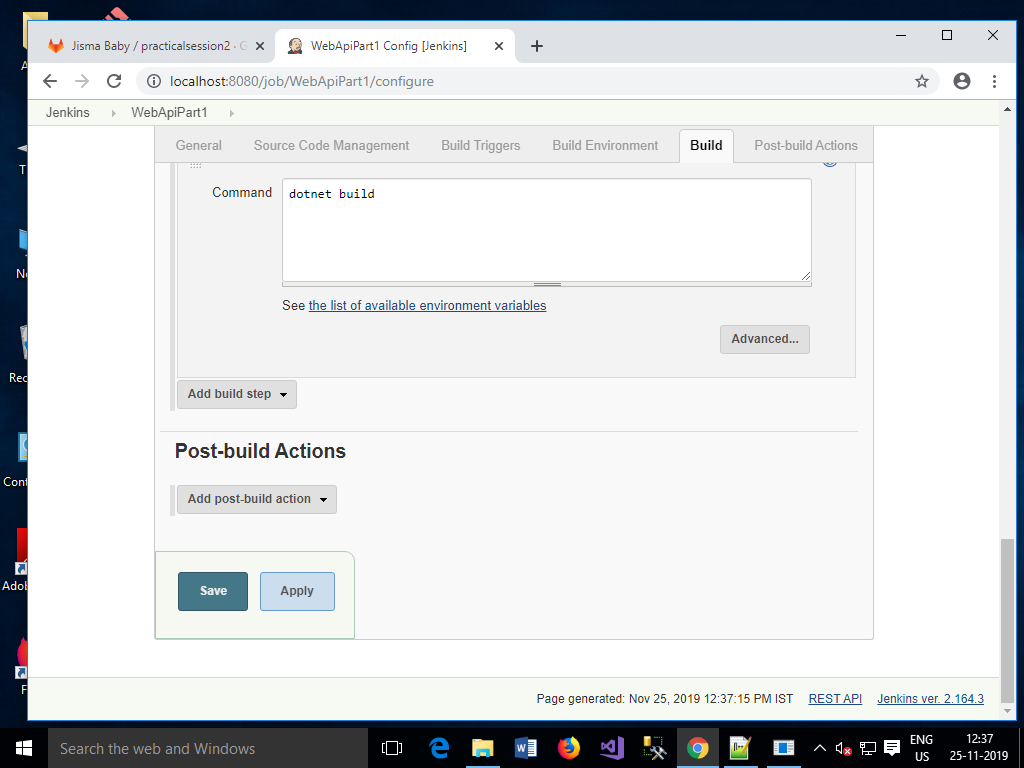 Jisma Baby / practicalsession2 · G
WebApiPart1 Config [Jenkins]
localhost:8080/job/WebApiPart1/configure
Jenkins WebApiPart1
General Source Code Management Build Triggers Build Environment Build Post-build Actions
Command
dotnet build
See the list of available environment variables
Advanced...
Add build step
Post-build Actions
Add post-build action
Save Apply
Page generated: Nov 25, 2019 12:37:15 PM IST REST API Jenkins ver. 2.164.3
Search the web and Windows
ENG
US
12:37
25-11-2019